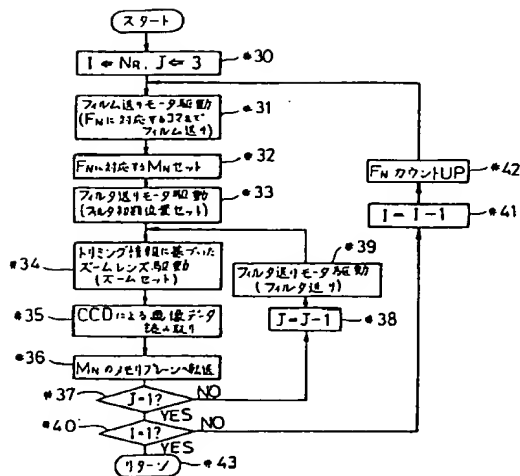 スタート
I ← NR, J ← 3
*30
フィルム送りモータ駆動
(FNに対応するコマまで
フィルム送り)
*31
FNに対応するMNセット
*32
フィルタ送りモータ駆動
(フィルタ初期位置セット)
*33
トリミング情報に基づいた
ズームレンズ駆動
(ズームセット)
*34
CCDによる画像データ
読み取り
*35
MNのメモリプレーンへ転送
*36
J=1?
*37
NO
YES
J=J-1
*38
フィルタ送りモータ駆動
(フィルタ送り)
*39
I=1?
*40
NO
YES
I = I-1
*41
FN カウントUP
*42
リターン
*43